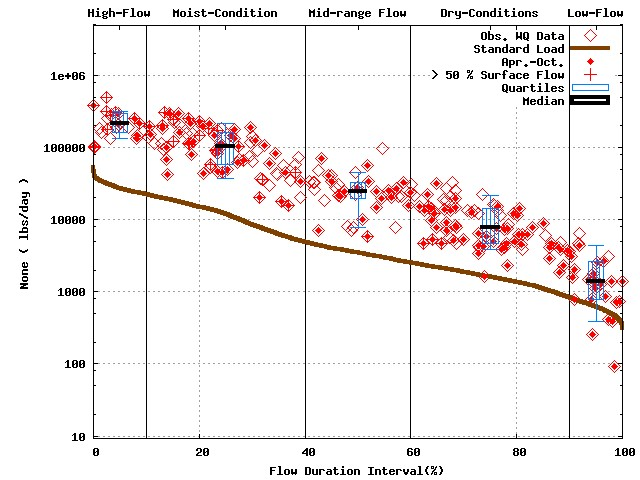 High-Flow Moist-Condition Mid-range Flow Dry-Conditions Low-Flow
Obs. WQ Data
Standard Load
Apr.-Oct.
> 50 % Surface Flow
Quartiles
Median
1e+06
100000
10000
1000
100
10
None ( lbs/day )
0 20 40 60 80 100
Flow Duration Interval(%)